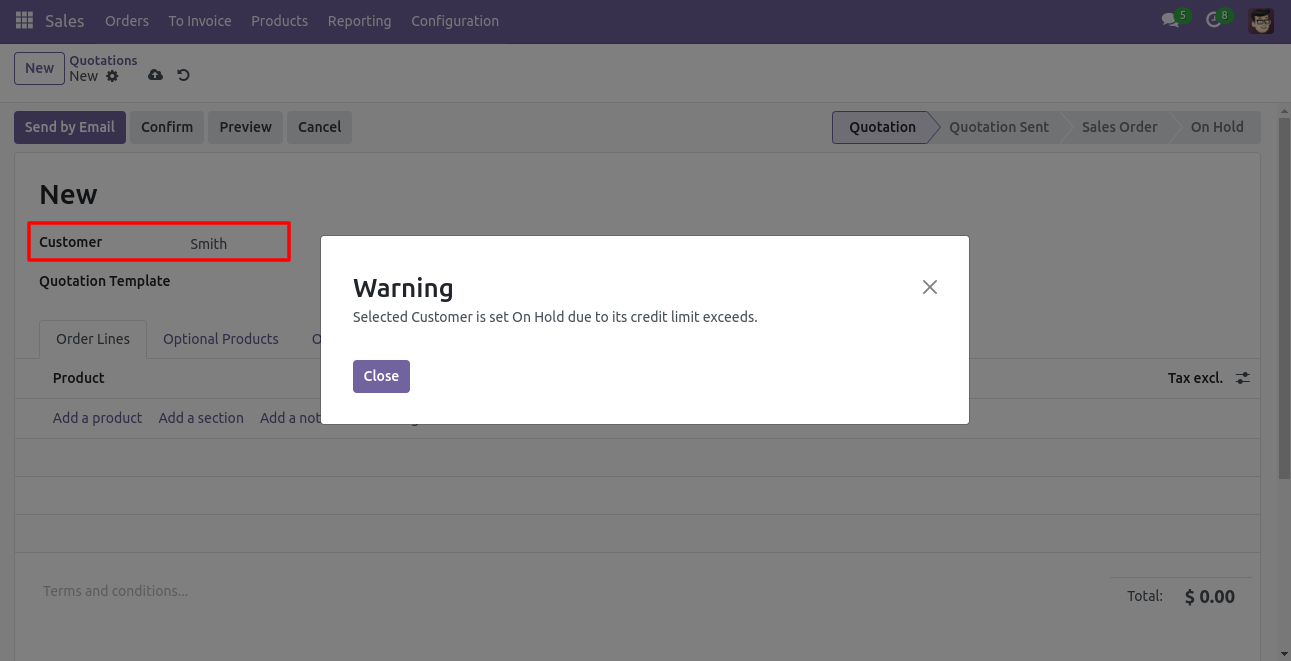 Sales Orders To Invoice Products Reporting Configuration 5 8
New Quotations
New
Send by Email Confirm Preview Cancel Quotation Quotation Sent Sales Order On Hold
New
Customer Smith
Quotation Template
Warning
Selected Customer is set On Hold due to its credit limit exceeds.
Close
Order Lines Optional Products
Product Tax excl.
Add a product Add a section Add a not
Terms and conditions...
Total: $ 0.00